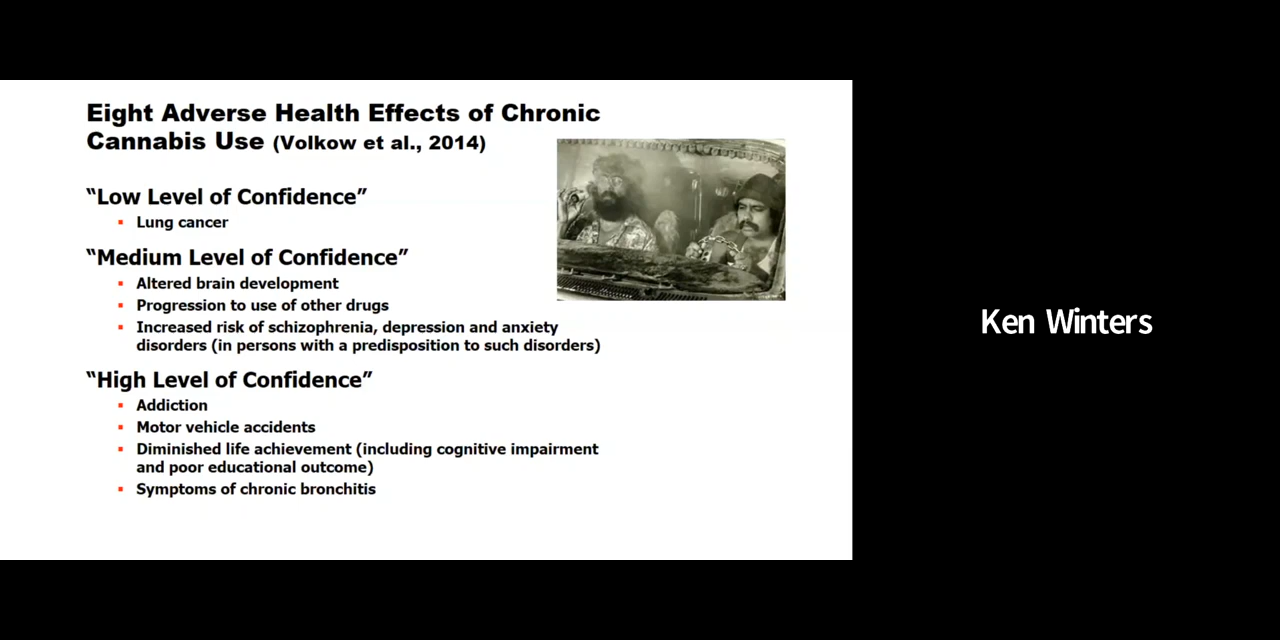 Eight Adverse Health Effects of Chronic
Cannabis Use (Volkow et al., 2014)
“Low Level of Confidence”
▪ Lung cancer
“Medium Level of Confidence”
▪ Altered brain development
▪ Progression to use of other drugs
▪ Increased risk of schizophrenia, depression and anxiety
disorders (in persons with a predisposition to such disorders)
“High Level of Confidence”
▪ Addiction
▪ Motor vehicle accidents
▪ Diminished life achievement (including cognitive impairment
and poor educational outcome)
▪ Symptoms of chronic bronchitis
Ken Winters